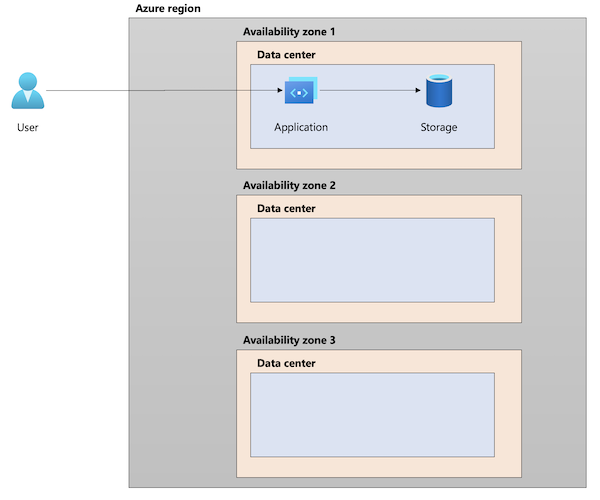 Azure region
Availability zone 1
Data center
User
Application
Storage
Availability zone 2
Data center
Availability zone 3
Data center